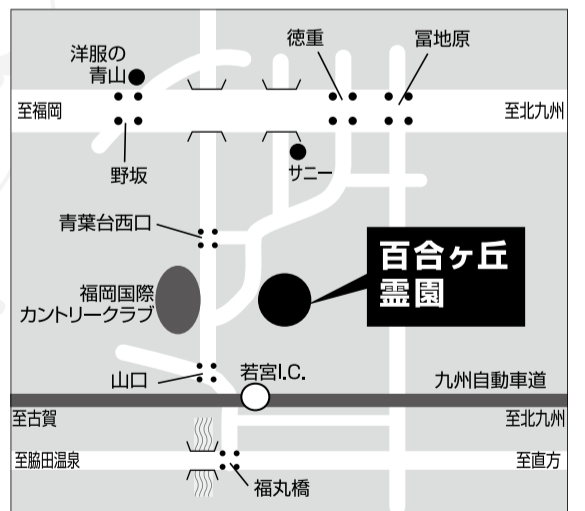 洋服の
青山
徳重
冨地原
至福岡
至北九州
野坂
サニー
青葉台西口
百合ヶ丘
霊園
福岡国際
カントリークラブ
山口
若宮I.C.
九州自動車道
至古賀
至北九州
至脇田温泉
至直方
福丸橋